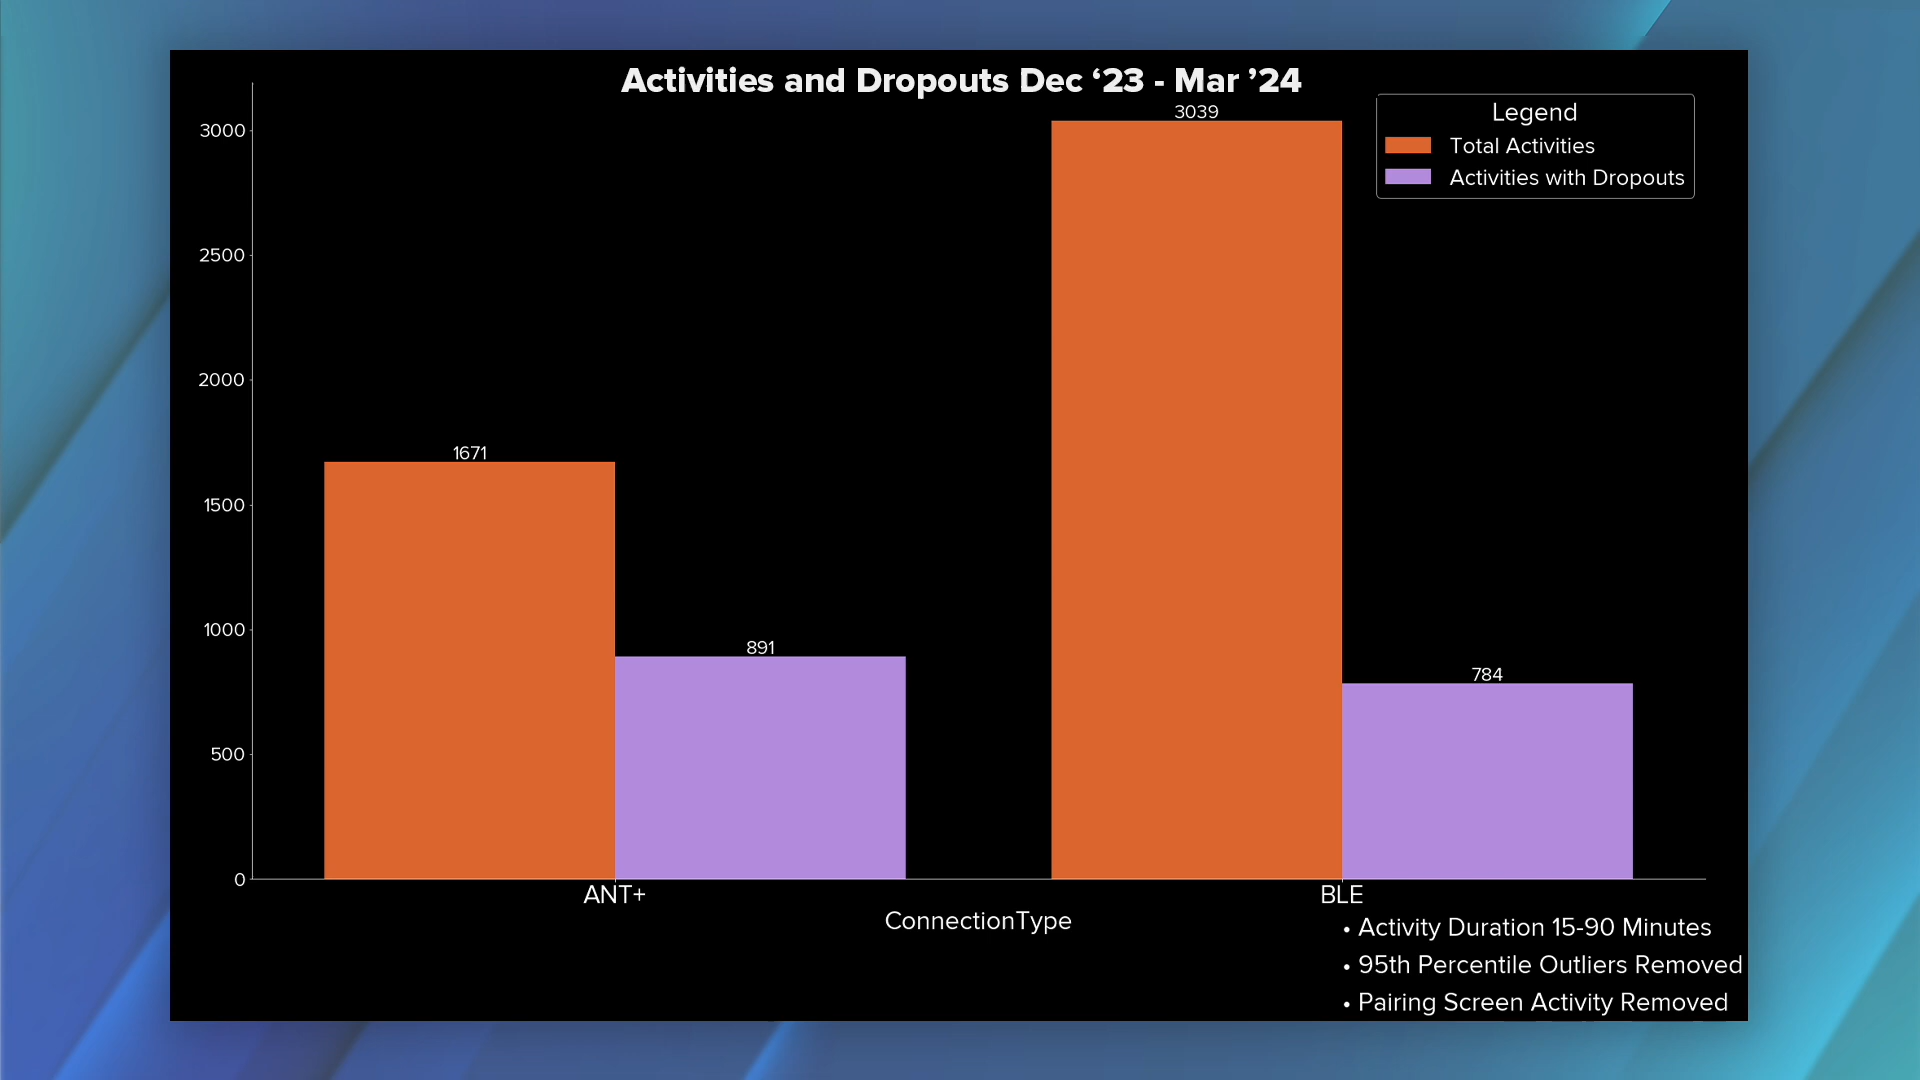 Activities and Dropouts Dec ‘23 - Mar ’24
Legend
Total Activities
Activities with Dropouts
3000
2500
2000
1500
1000
500
0
1671
891
3039
784
ANT+
BLE
ConnectionType
• Activity Duration 15-90 Minutes
• 95th Percentile Outliers Removed
• Pairing Screen Activity Removed